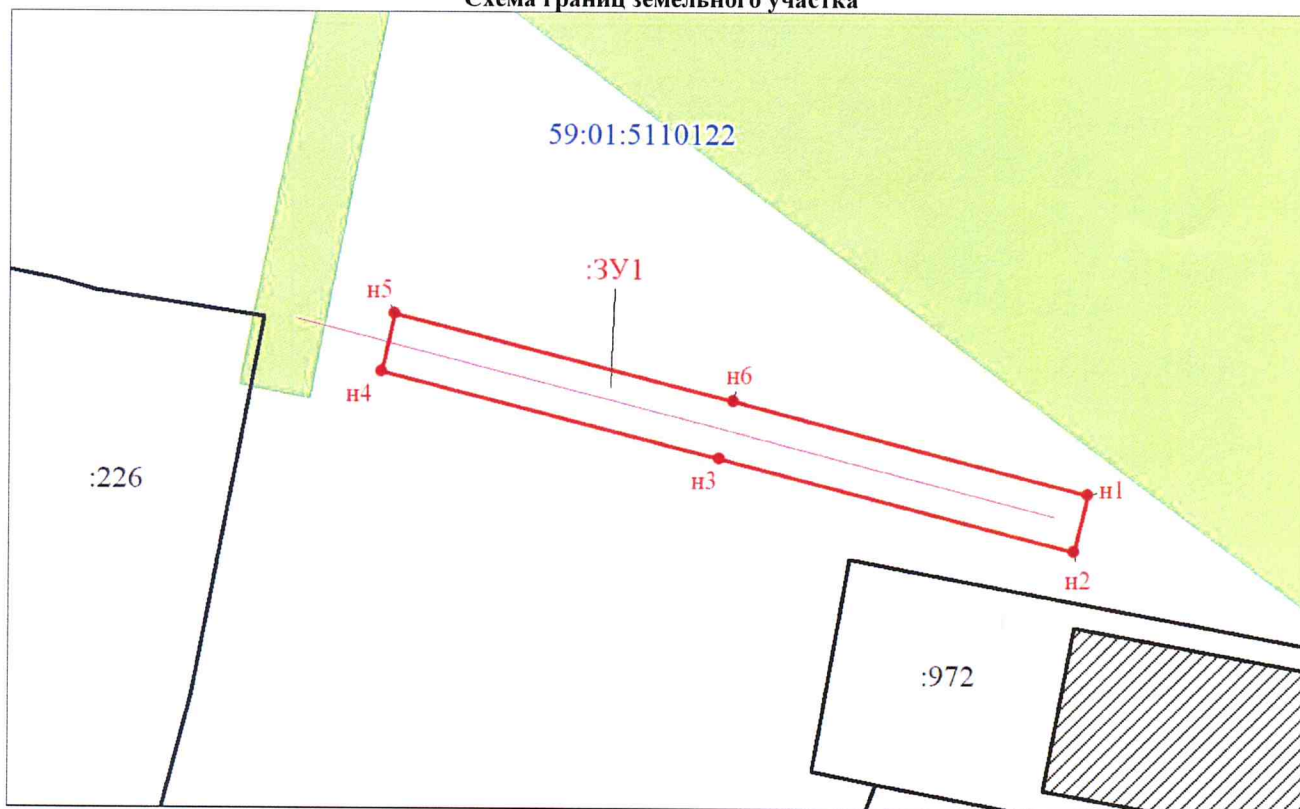 Схема границ земельного участка
59:01:5110122
:ЗУ1
н5
н6
н4
:226
н3
н1
н2
:972